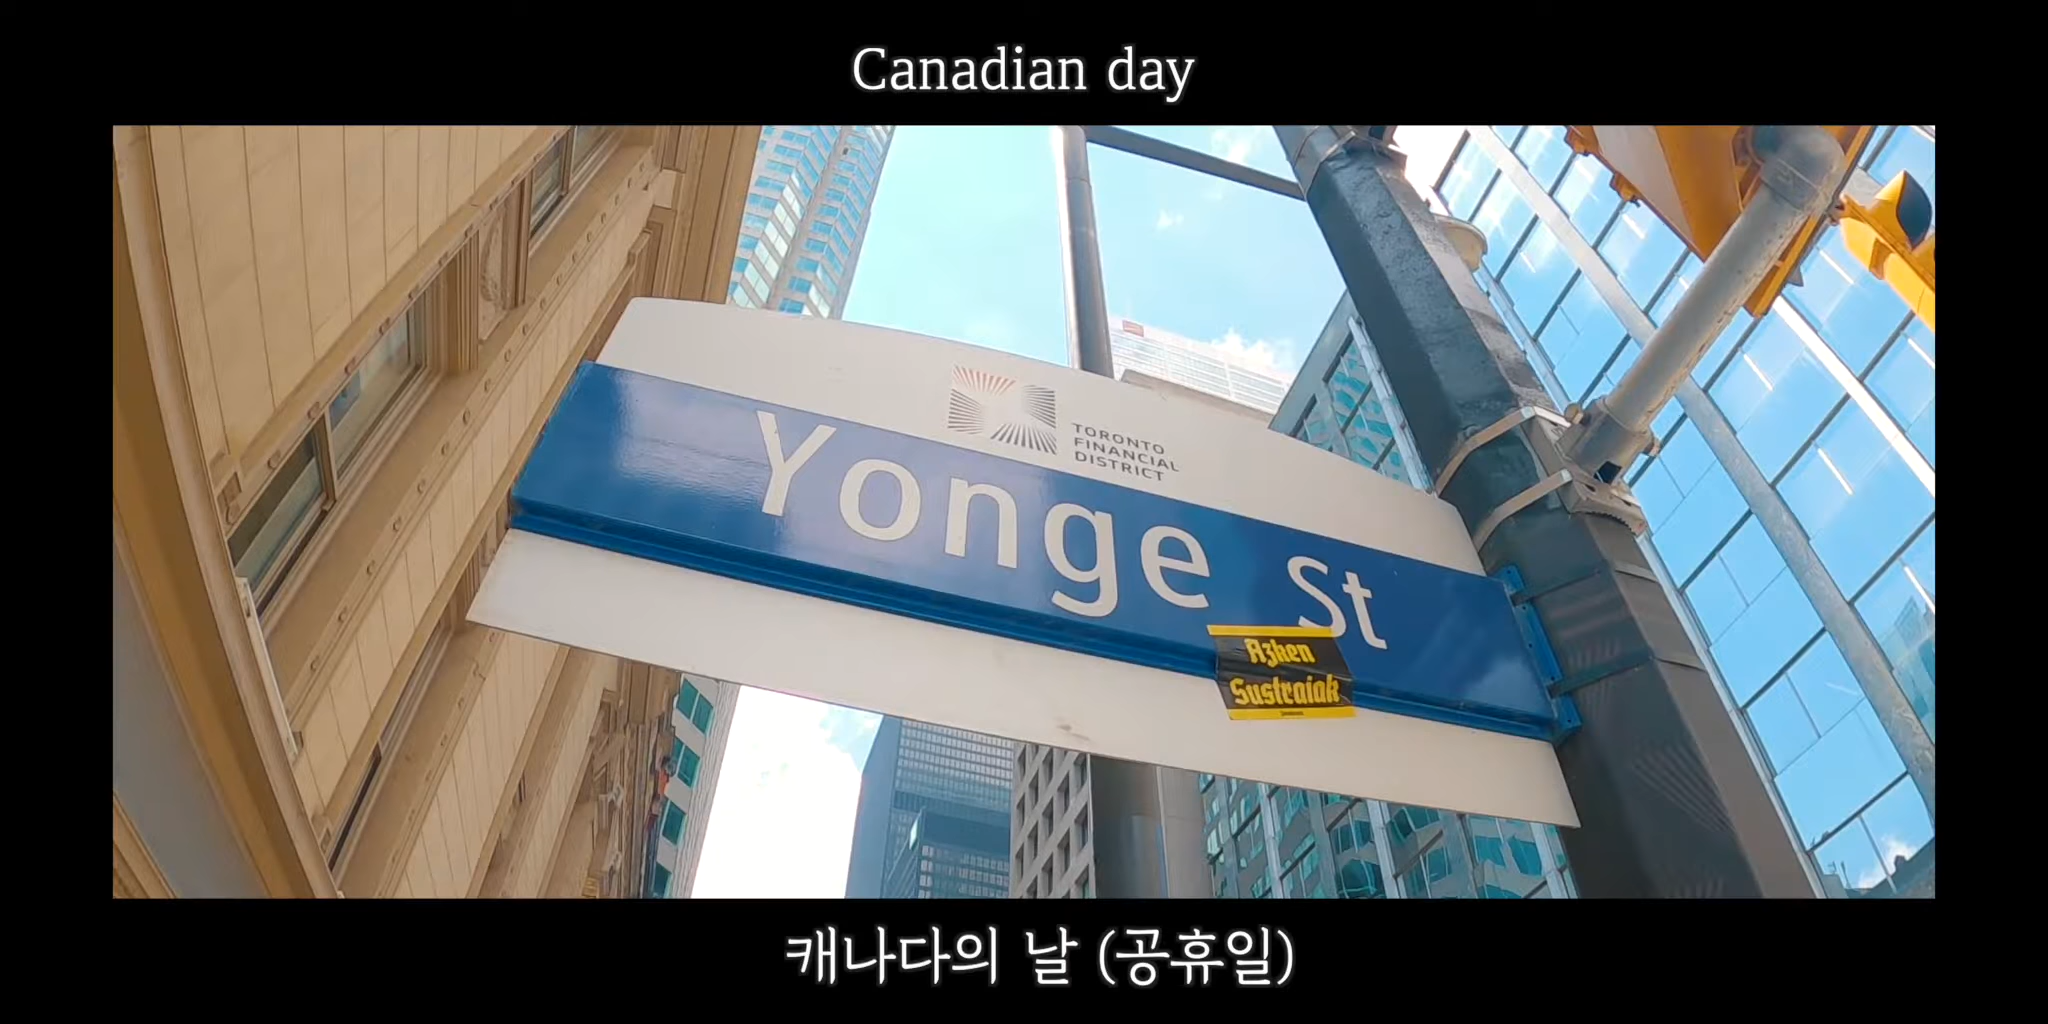 Canadian day
TORONTO
FINANCIAL
DISTRICT
Yonge St
Azken
Sustraiak
캐나다의 날 (공휴일)